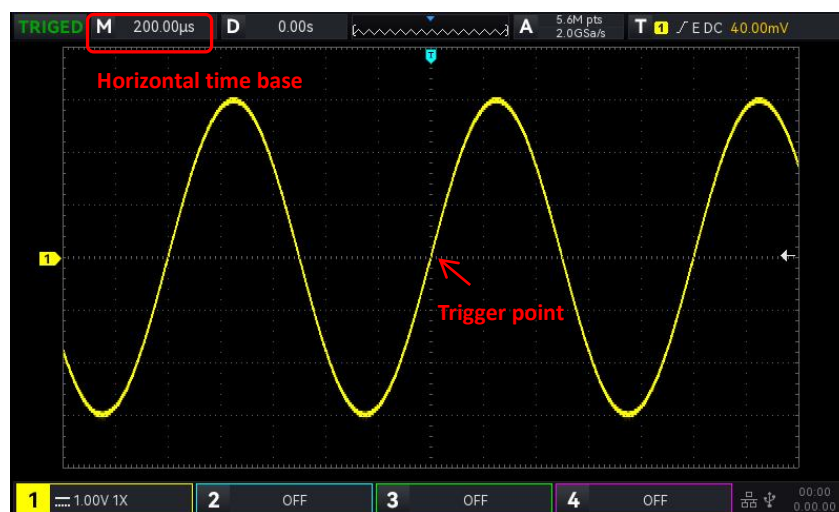 TRIGED M 200.00μs D 0.00s A 5.6M pts 2.0GSa/s T 1 E DC 40.00mV
Horizontal time base
T
1
Trigger point
1 1.00V 1X 2 OFF 3 OFF 4 OFF 00:00
0.00.00